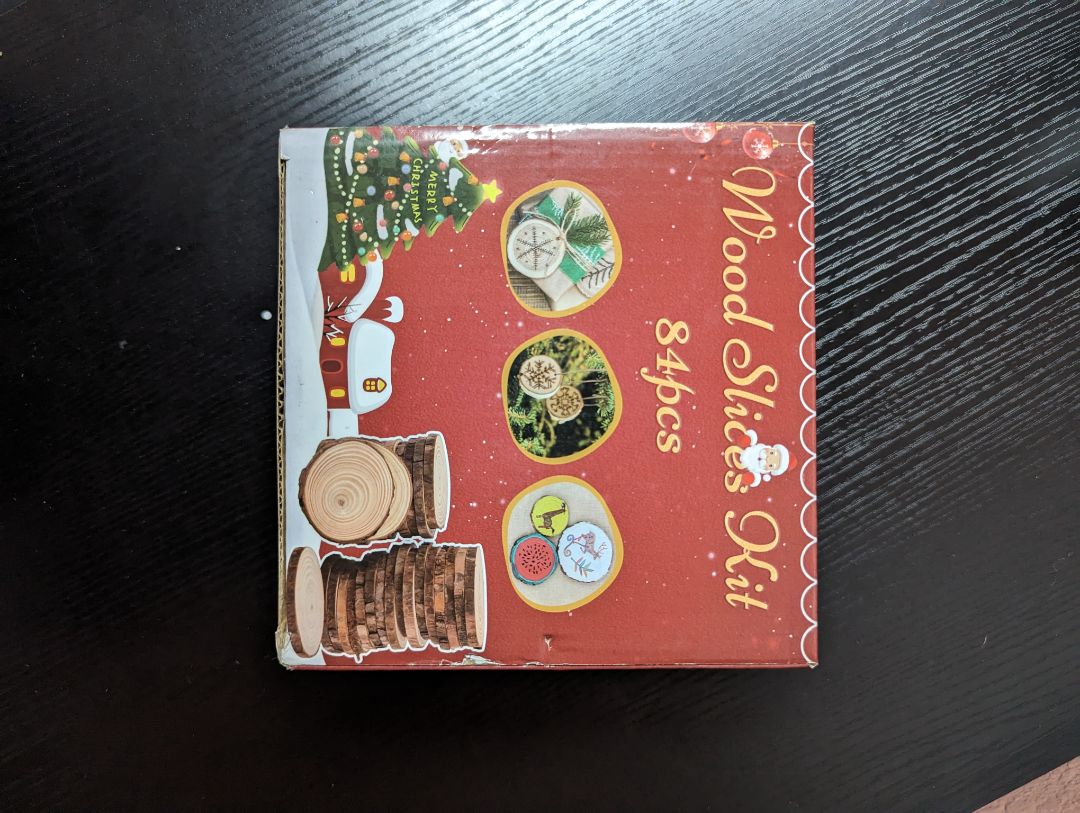 Wood Slices Kit
84pcs
MERRY
CHRISTMAS